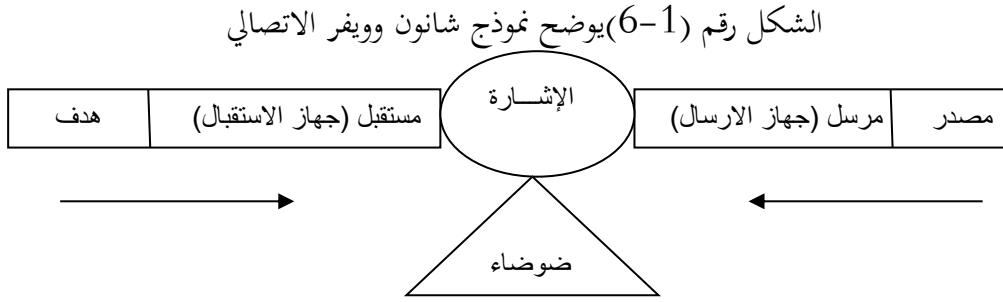 الشكل رقم (1-6)يوضح نموذج شانون وويفر الاتصالي
مصدر
مرسل (جهاز الارسال)
الإشـــارة
مستقبل (جهاز الاستقبال)
هدف
ضوضاء